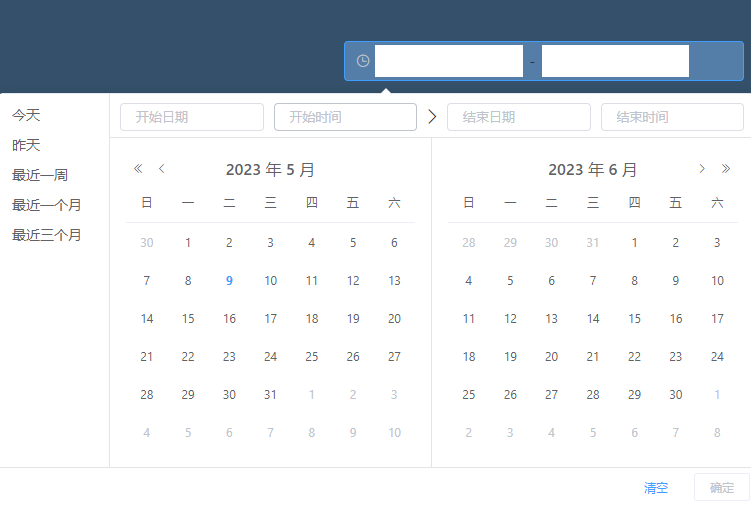 -
今天
昨天
最近一周
最近一个月
最近三个月
开始日期 开始时间 > 结束日期 结束时间
« < 2023 年 5 月
日 一 二 三 四 五 六
30 1 2 3 4 5 6
7 8 9 10 11 12 13
14 15 16 17 18 19 20
21 22 23 24 25 26 27
28 29 30 31 1 2 3
4 5 6 7 8 9 10
2023 年 6 月 > »
日 一 二 三 四 五 六
28 29 30 31 1 2 3
4 5 6 7 8 9 10
11 12 13 14 15 16 17
18 19 20 21 22 23 24
25 26 27 28 29 30 1
2 3 4 5 6 7 8
清空 确定